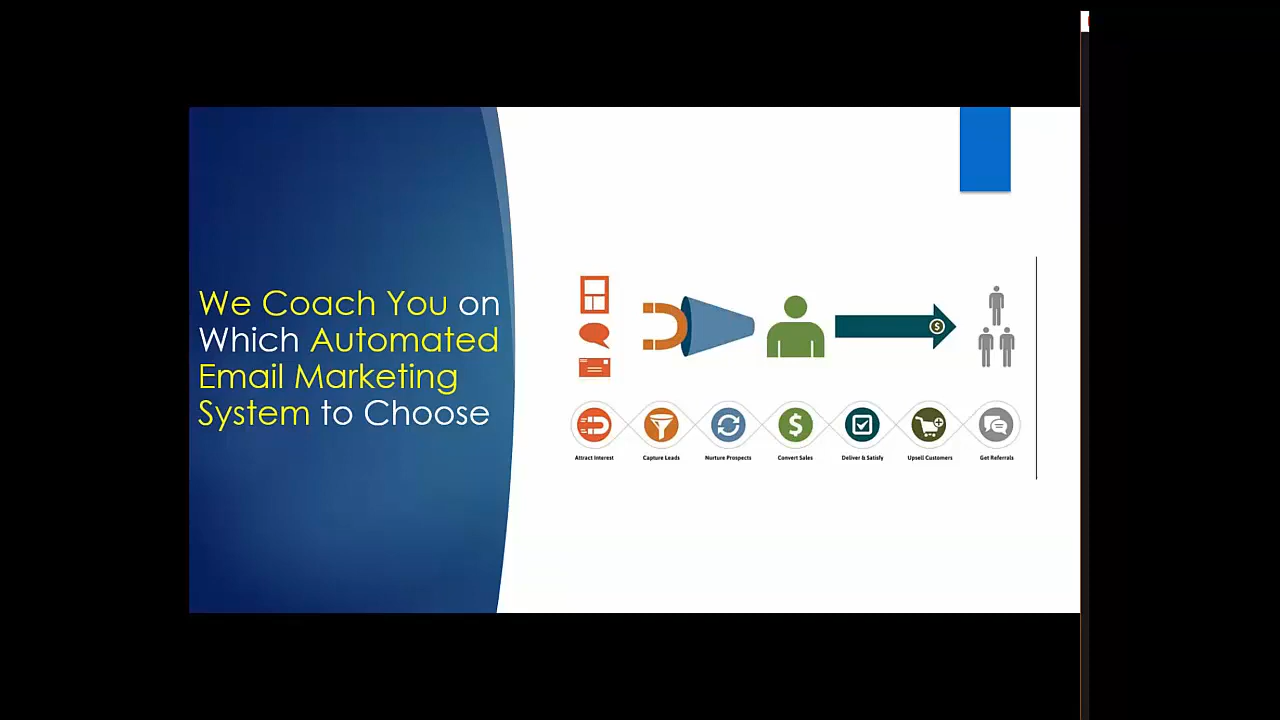 We Coach You on
Which Automated
Email Marketing
System to Choose
$
$
Attract Interest
Capture Leads
Nurture Prospects
Convert Sales
Deliver & Satisfy
Upsell Customers
Get Referrals